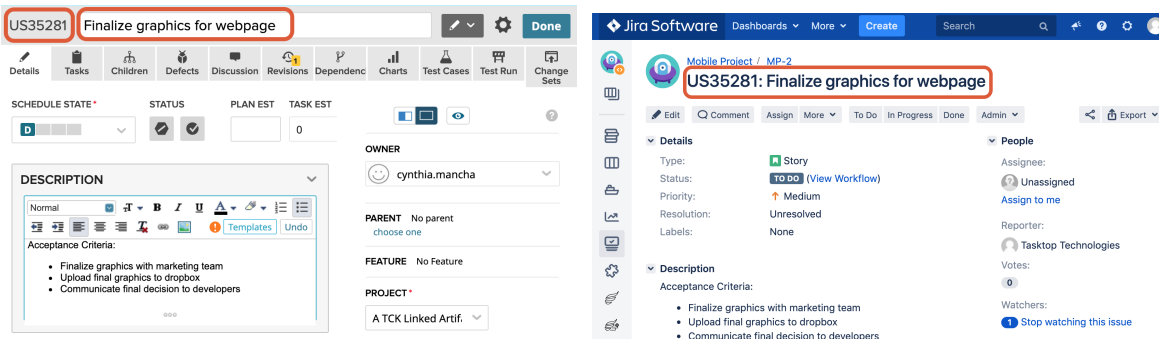 US35281 Finalize graphics for webpage
Done
Details Tasks Children Defects Discussion Revisions Dependenc Charts Test Cases Test Run Change Sets
1
SCHEDULE STATE* STATUS PLAN EST TASK EST
D
0
DESCRIPTION
Normal
T B I U A
Templates Undo
Acceptance Criteria:
• Finalize graphics with marketing team
• Upload final graphics to dropbox
• Communicate final decision to developers
OWNER
cynthia.mancha
PARENT No parent
choose one
FEATURE No Feature
PROJECT*
A TCK Linked Artif
Jira Software Dashboards More Create Search
Mobile Project / MP-2
US35281: Finalize graphics for webpage
Edit Comment Assign More To Do In Progress Done Admin Export
Details
Type: Story
Status: TO DO (View Workflow)
Priority: Medium
Resolution: Unresolved
Labels: None
Description
Acceptance Criteria:
• Finalize graphics with marketing team
• Upload final graphics to dropbox
• Communicate final decision to developers
People
Assignee:
Unassigned
Assign to me
Reporter:
Tasktop Technologies
Votes:
0
Watchers:
1 Stop watching this issue